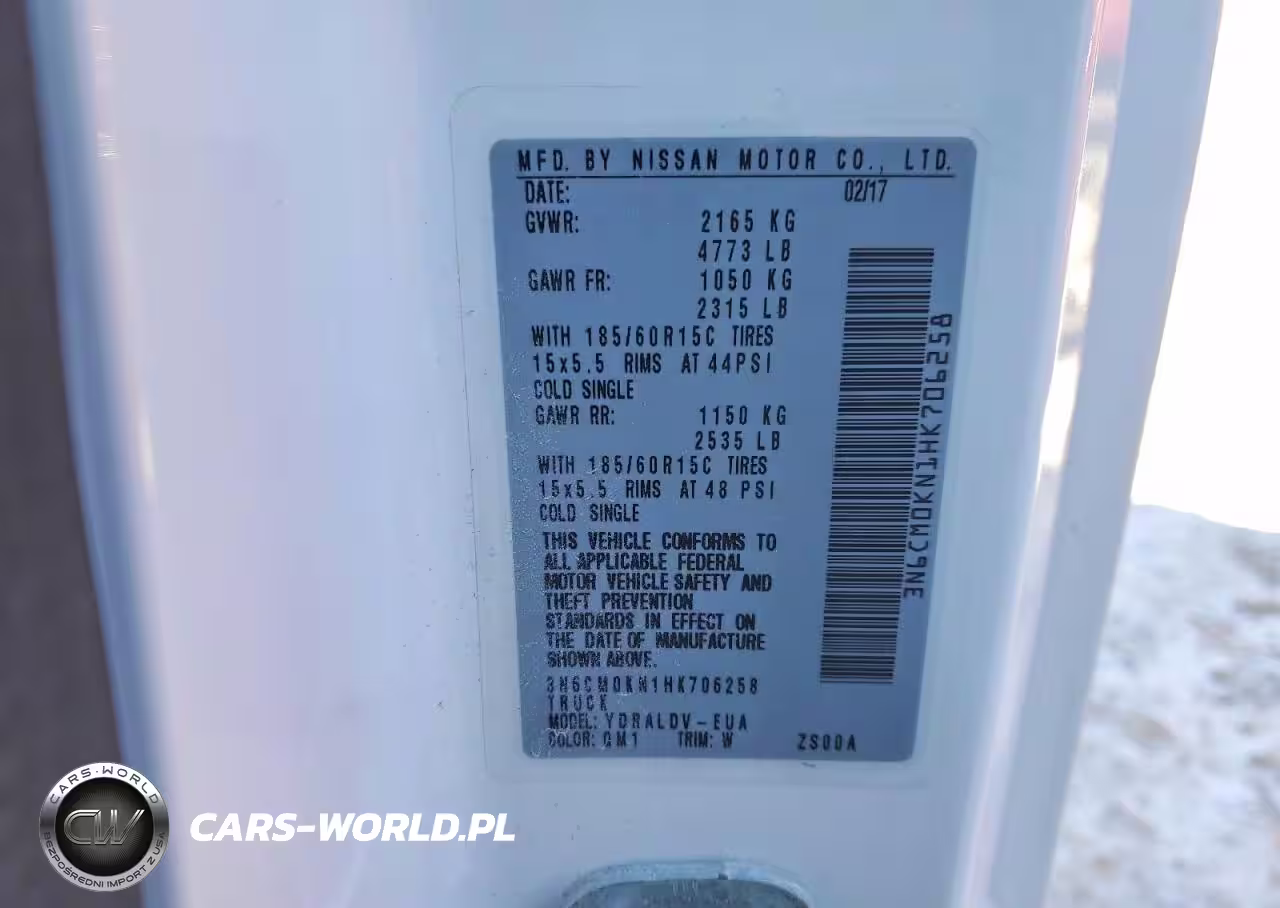 MFD. BY NISSAN MOTOR CO., LTD.
DATE: 02/17
GVWR: 2165 KG
4773 LB
GAWR FR: 1050 KG
2315 LB
WITH 185/60R15C TIRES
15x5.5 RIMS AT 44PSI
COLD SINGLE
GAWR RR: 1150 KG
2535 LB
WITH 185/60R15C TIRES
15x5.5 RIMS AT 48 PSI
COLD SINGLE
THIS VEHICLE CONFORMS TO
ALL APPLICABLE FEDERAL
MOTOR VEHICLE SAFETY AND
THEFT PREVENTION
STANDARDS IN EFFECT ON
THE DATE OF MANUFACTURE
SHOWN ABOVE.
3N6CM0KN1HK706258
TRUCK
MODEL: YDRALDV-EUA
COLOR: QM1 TRIM: W ZS00A
3N6CM0KN1HK706258
CARS-WORLD
CW
BEZPOŚREDNI IMPORT Z USA
CARS-WORLD.PL